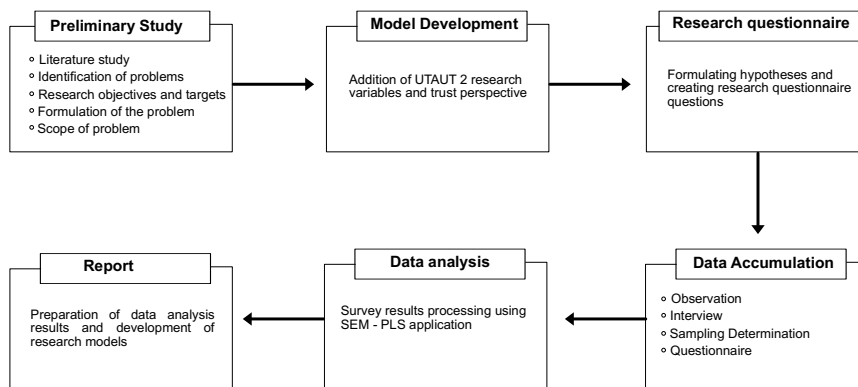 Preliminary Study
° Literature study
° Identification of problems
° Research objectives and targets
° Formulation of the problem
° Scope of problem
Model Development
Addition of UTAUT 2 research
variables and trust perspective
Research questionnaire
Formulating hypotheses and
creating research questionnaire
questions
Report
Preparation of data analysis
results and development of
research models
Data analysis
Survey results processing using
SEM - PLS application
Data Accumulation
° Observation
° Interview
° Sampling Determination
° Questionnaire